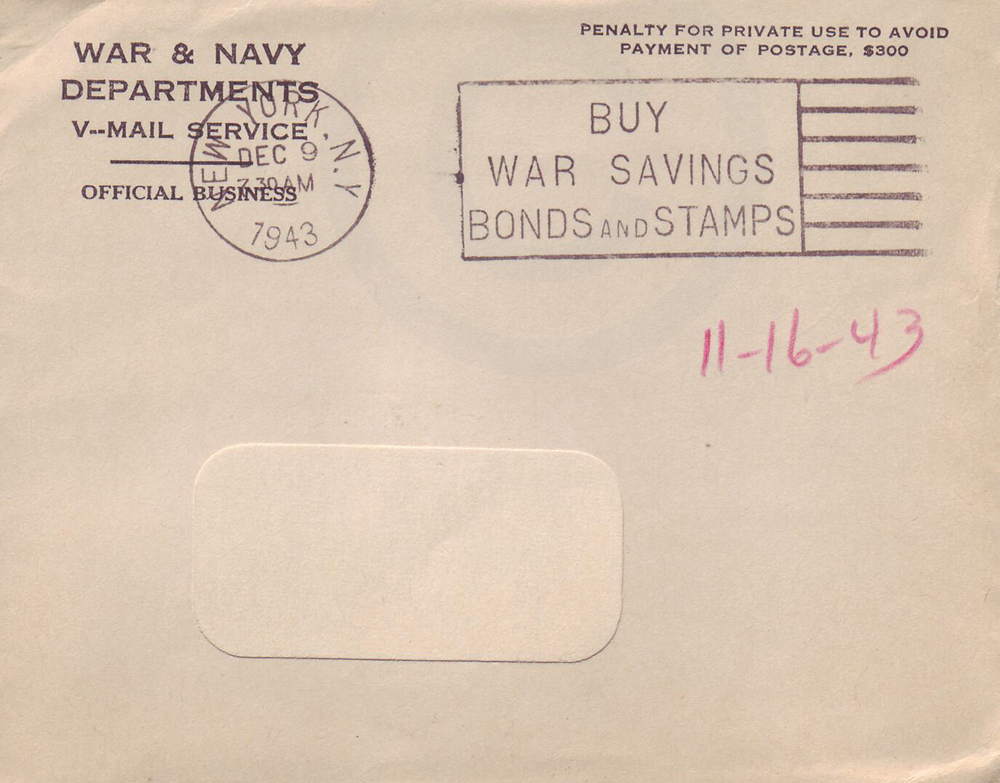 WAR & NAVY
DEPARTMENTS
V--MAIL SERVICE
OFFICIAL BUSINESS
PENALTY FOR PRIVATE USE TO AVOID
PAYMENT OF POSTAGE, $300
NEW YORK, N.Y.
DEC 9
7 30 AM
1943
BUY
WAR SAVINGS
BONDS AND STAMPS
11-16-43